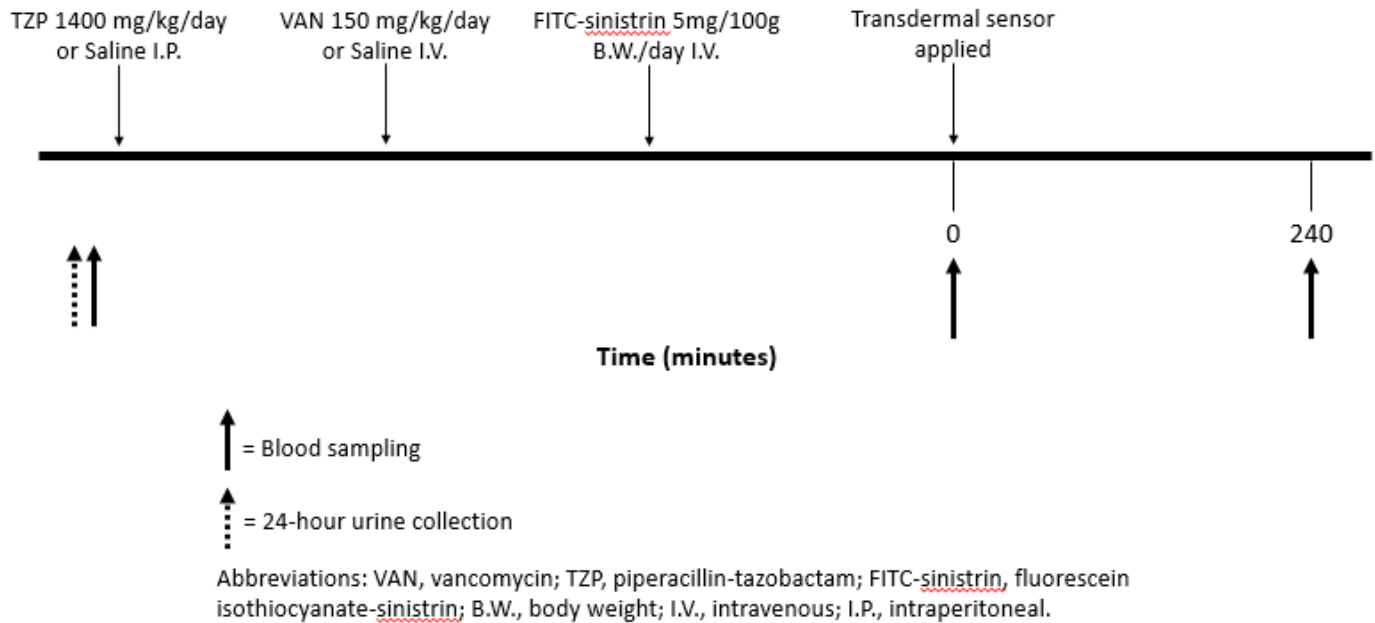 TZP 1400 mg/kg/day
or Saline I.P.
VAN 150 mg/kg/day
or Saline I.V.
FITC-sinistrin 5mg/100g
B.W./day I.V.
Transdermal sensor
applied
0
240
Time (minutes)
= Blood sampling
= 24-hour urine collection
Abbreviations: VAN, vancomycin; TZP, piperacillin-tazobactam; FITC-sinistrin, fluorescein
isothiocyanate-sinistrin; B.W., body weight; I.V., intravenous; I.P., intraperitoneal.